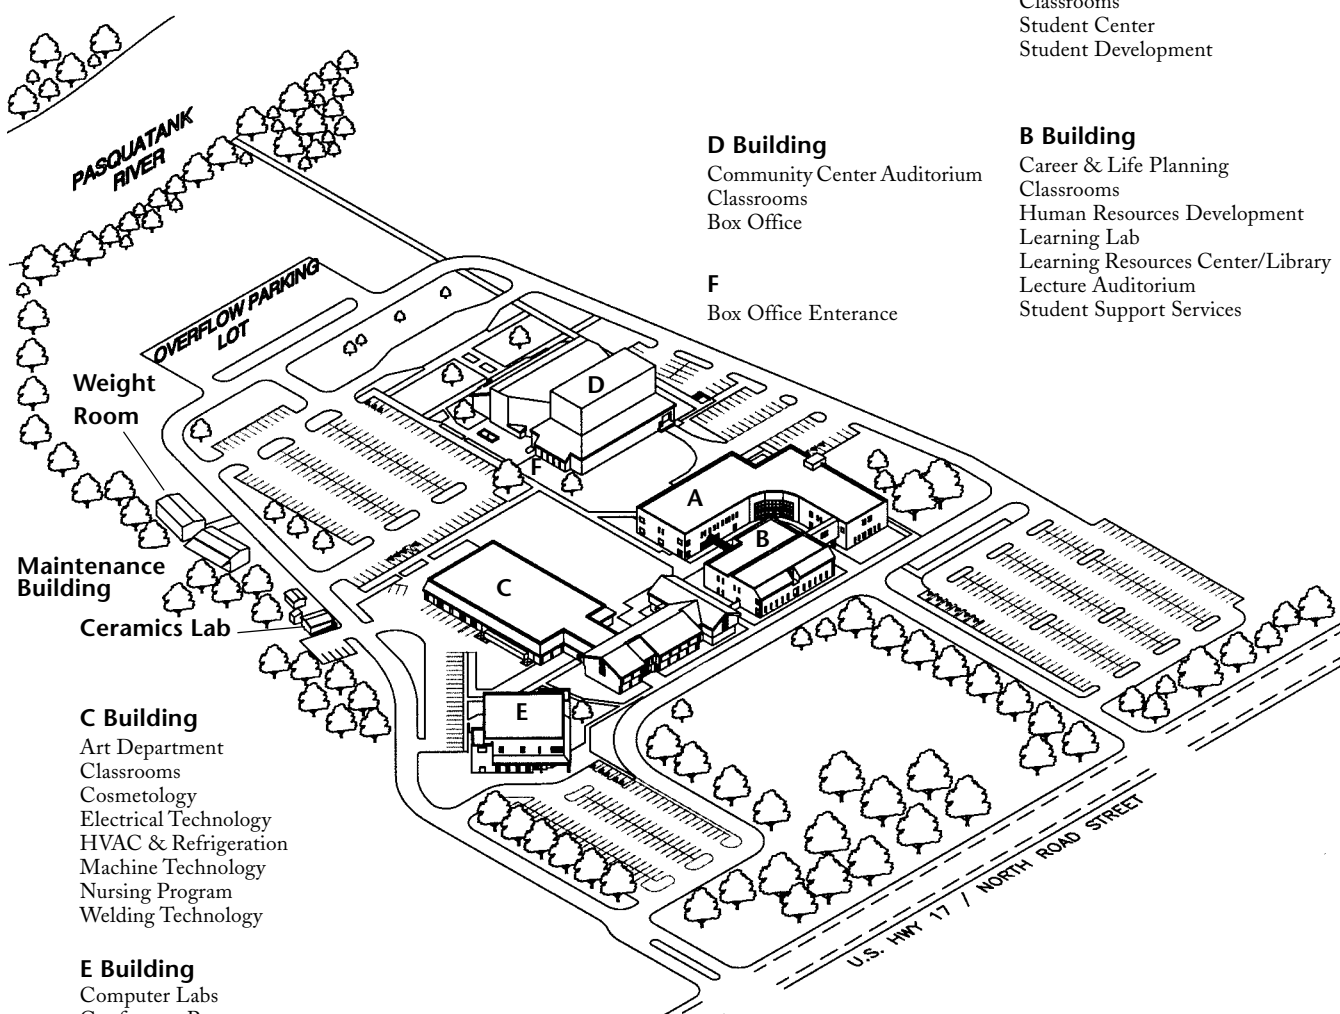 Classrooms
Student Center
Student Development
PASQUATANK
RIVER
D Building
Community Center Auditorium
Classrooms
Box Office
B Building
Career & Life Planning
Classrooms
Human Resources Development
Learning Lab
Learning Resources Center/Library
Lecture Auditorium
Student Support Services
F
Box Office Enterance
OVERFLOW PARKING
LOT
Weight
Room
D
F
A
B
C
Maintenance
Building
Ceramics Lab
E
C Building
Art Department
Classrooms
Cosmetology
Electrical Technology
HVAC & Refrigeration
Machine Technology
Nursing Program
Welding Technology
U.S. HWY 17 / NORTH ROAD STREET
E Building
Computer Labs